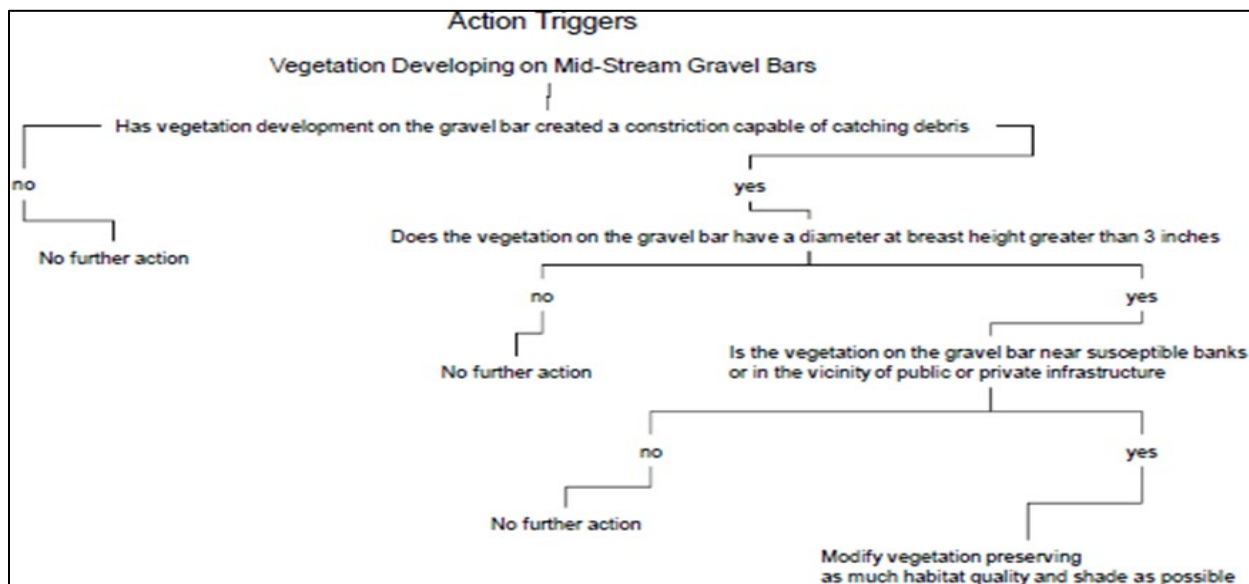 Action Triggers
Vegetation Developing on Mid-Stream Gravel Bars
Has vegetation development on the gravel bar created a constriction capable of catching debris
no
yes
No further action
Does the vegetation on the gravel bar have a diameter at breast height greater than 3 inches
no
yes
No further action
Is the vegetation on the gravel bar near susceptible banks
or in the vicinity of public or private infrastructure
no
yes
No further action
Modify vegetation preserving
as much habitat quality and shade as possible